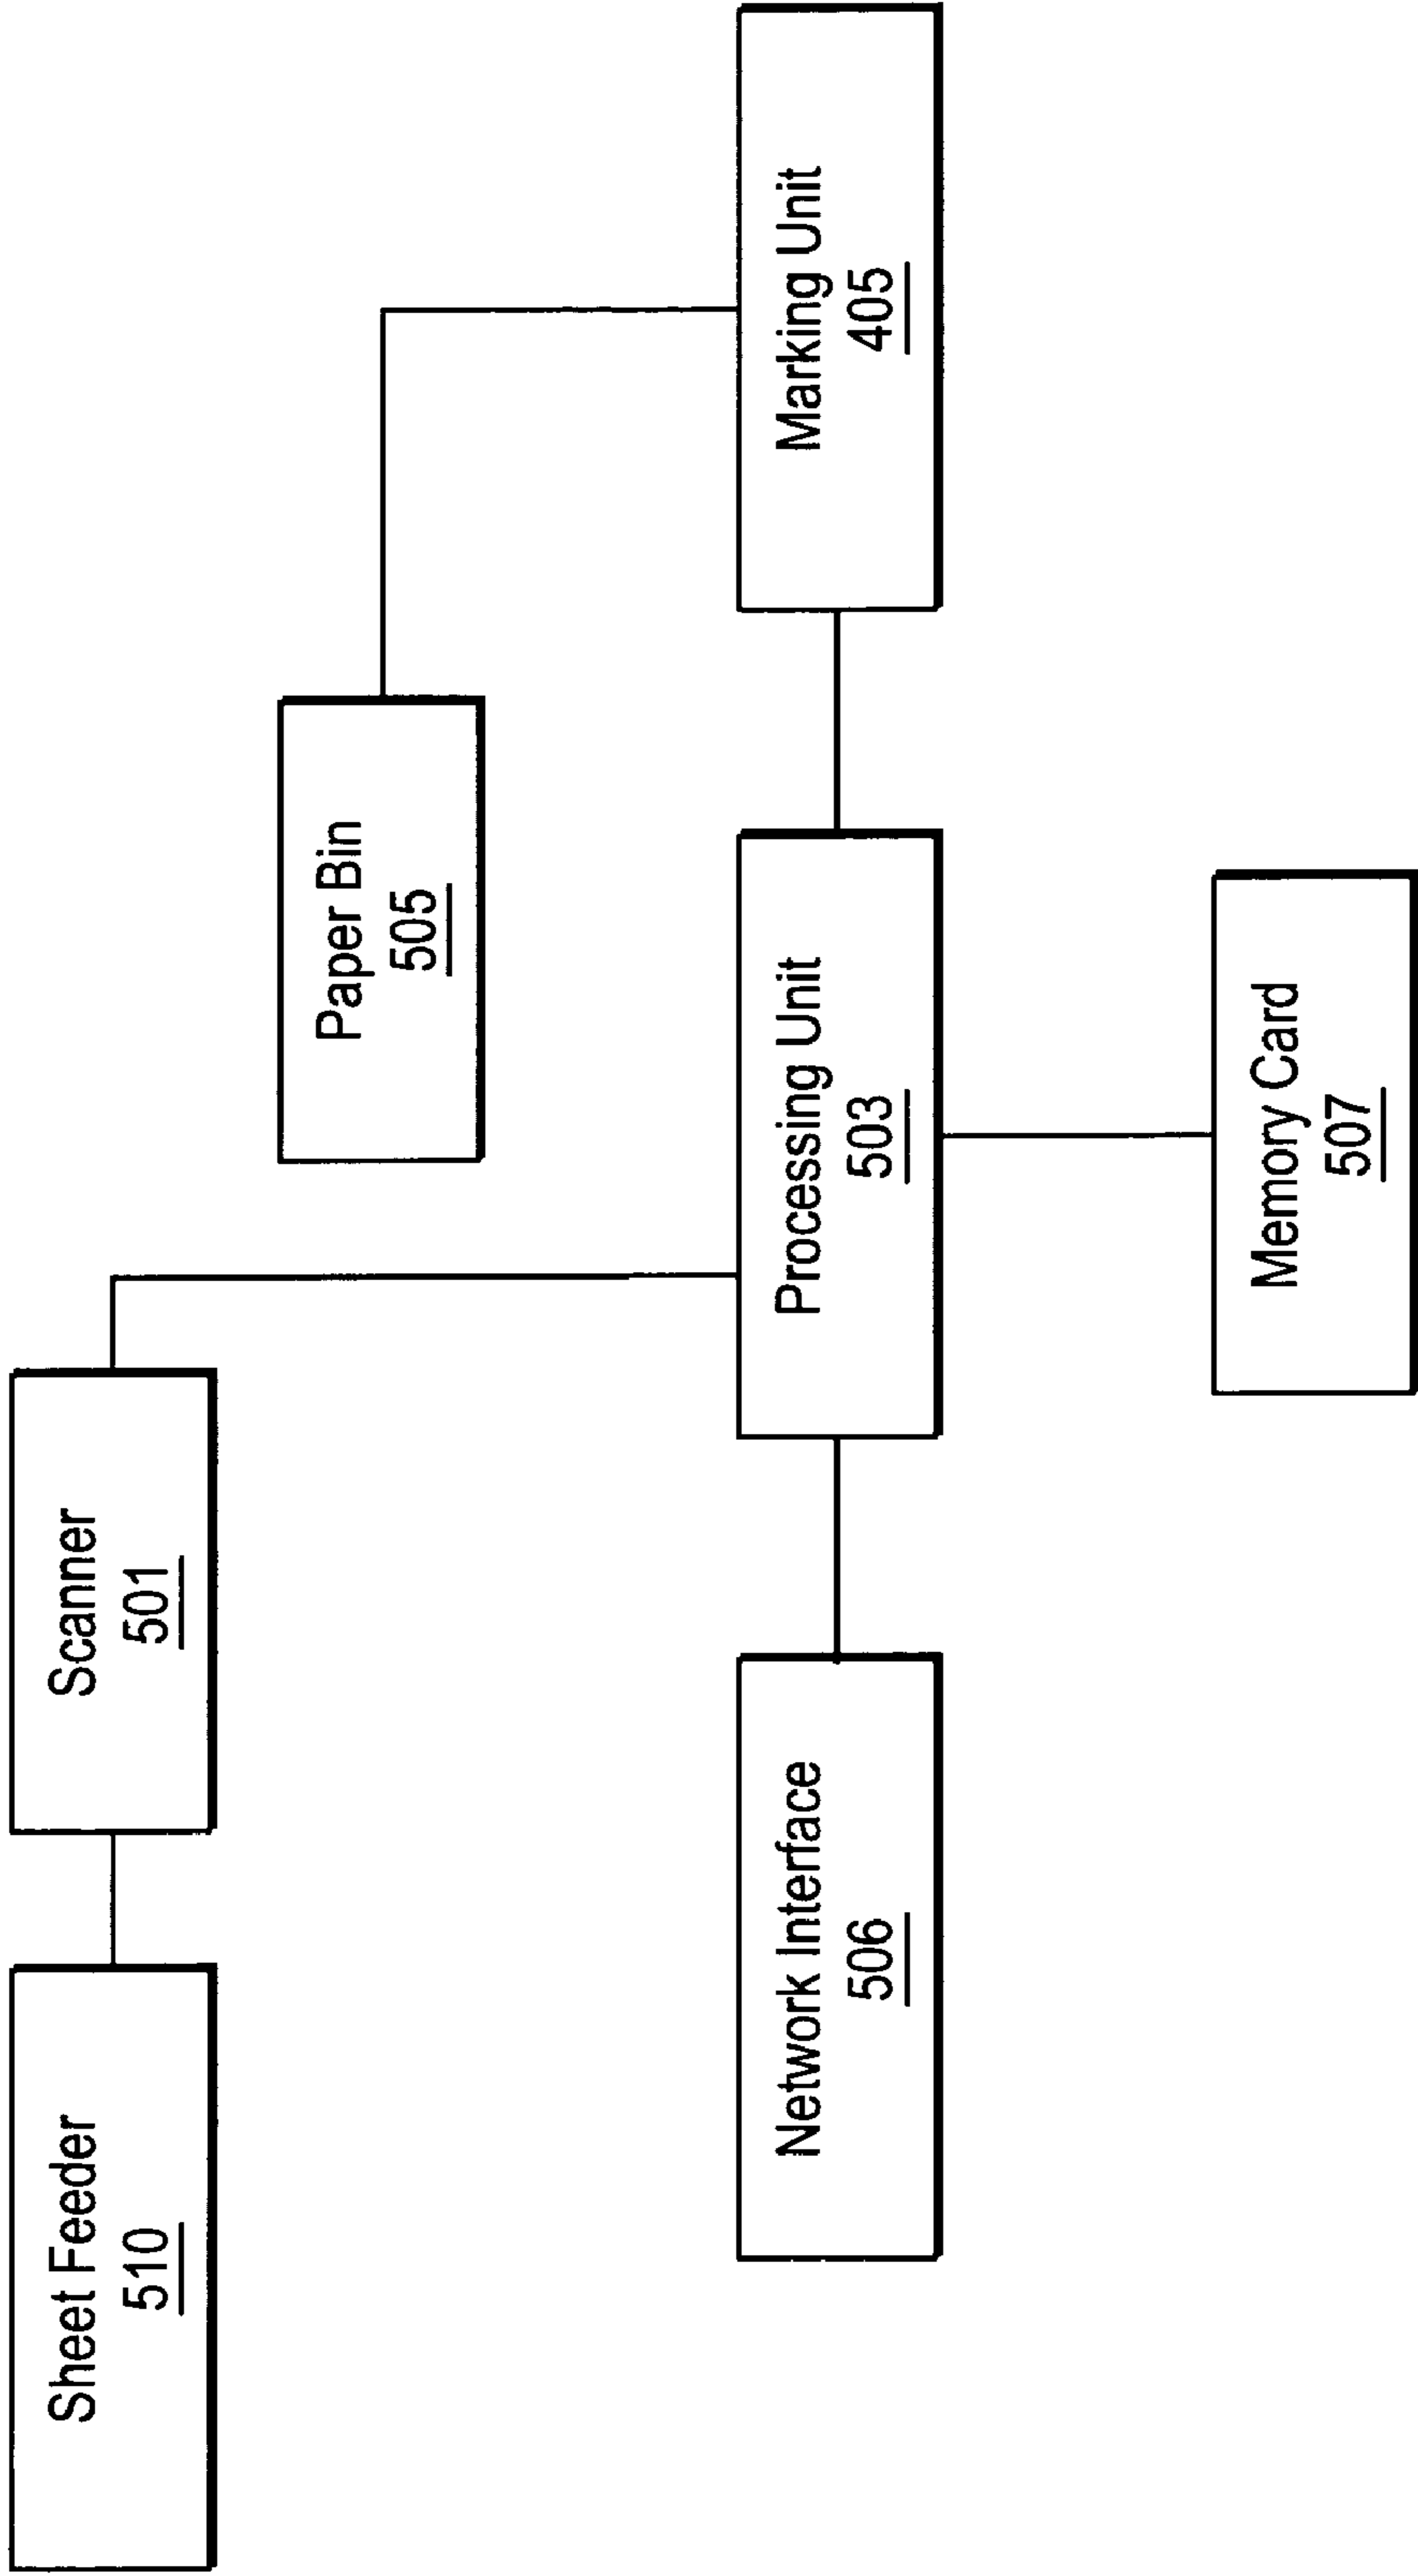 Sheet Feeder
510
Scanner
501
Paper Bin
505
Network Interface
506
Processing Unit
503
Marking Unit
405
Memory Card
507